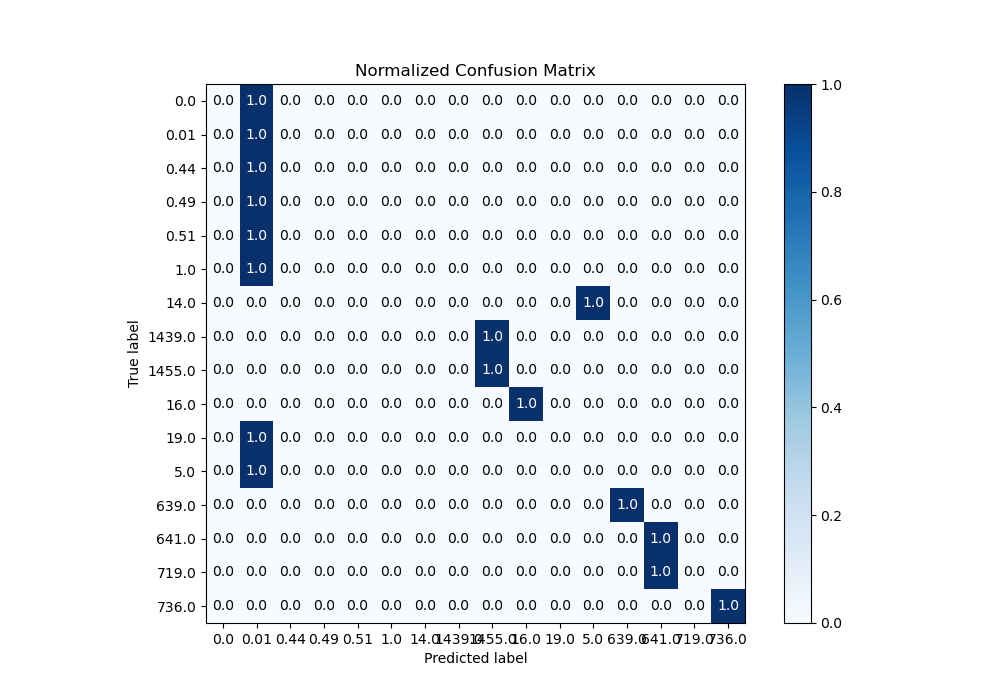 Normalized Confusion Matrix
0.0 0.0 1.0 0.0 0.0 0.0 0.0 0.0 0.0 0.0 0.0 0.0 0.0 0.0 0.0 0.0 0.0 1.0
0.01 0.0 1.0 0.0 0.0 0.0 0.0 0.0 0.0 0.0 0.0 0.0 0.0 0.0 0.0 0.0 0.0
0.44 0.0 1.0 0.0 0.0 0.0 0.0 0.0 0.0 0.0 0.0 0.0 0.0 0.0 0.0 0.0 0.0
0.8
0.49 0.0 1.0 0.0 0.0 0.0 0.0 0.0 0.0 0.0 0.0 0.0 0.0 0.0 0.0 0.0 0.0
0.51 0.0 1.0 0.0 0.0 0.0 0.0 0.0 0.0 0.0 0.0 0.0 0.0 0.0 0.0 0.0 0.0
1.0 0.0 1.0 0.0 0.0 0.0 0.0 0.0 0.0 0.0 0.0 0.0 0.0 0.0 0.0 0.0 0.0
14.0 0.0 0.0 0.0 0.0 0.0 0.0 0.0 0.0 0.0 0.0 0.0 1.0 0.0 0.0 0.0 0.0
0.6
1439.0 0.0 0.0 0.0 0.0 0.0 0.0 0.0 0.0 1.0 0.0 0.0 0.0 0.0 0.0 0.0 0.0
True label
1455.0 0.0 0.0 0.0 0.0 0.0 0.0 0.0 0.0 1.0 0.0 0.0 0.0 0.0 0.0 0.0 0.0
16.0 0.0 0.0 0.0 0.0 0.0 0.0 0.0 0.0 0.0 1.0 0.0 0.0 0.0 0.0 0.0 0.0
0.4
19.0 0.0 1.0 0.0 0.0 0.0 0.0 0.0 0.0 0.0 0.0 0.0 0.0 0.0 0.0 0.0 0.0
5.0 0.0 1.0 0.0 0.0 0.0 0.0 0.0 0.0 0.0 0.0 0.0 0.0 0.0 0.0 0.0 0.0
639.0 0.0 0.0 0.0 0.0 0.0 0.0 0.0 0.0 0.0 0.0 0.0 0.0 1.0 0.0 0.0 0.0
0.2
641.0 0.0 0.0 0.0 0.0 0.0 0.0 0.0 0.0 0.0 0.0 0.0 0.0 0.0 1.0 0.0 0.0
719.0 0.0 0.0 0.0 0.0 0.0 0.0 0.0 0.0 0.0 0.0 0.0 0.0 0.0 1.0 0.0 0.0
736.0 0.0 0.0 0.0 0.0 0.0 0.0 0.0 0.0 0.0 0.0 0.0 0.0 0.0 0.0 0.0 1.0
0.0
0.0 0.01 0.44 0.49 0.51 1.0 14.0 1439.0 1455.0 16.0 19.0 5.0 639.0 641.0 719.0 736.0
Predicted label